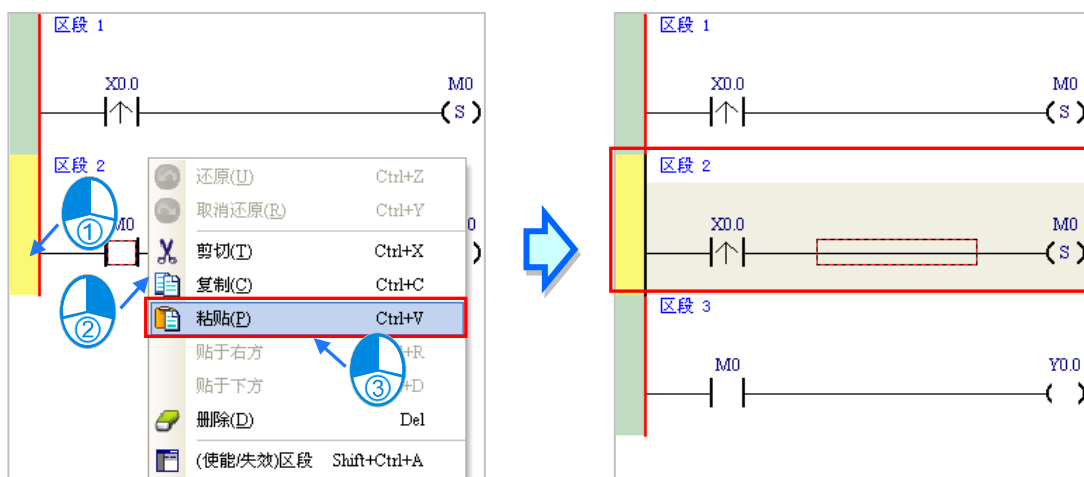 区段 1
X0.0 M0
S
区段 2
M0 0
①
②
③
还原(U) Ctrl+Z
取消还原(R) Ctrl+Y
剪切(T) Ctrl+X
复制(C) Ctrl+C
粘贴(P) Ctrl+V
贴于右方 +R
贴于下方 +D
删除(D) Del
(使能/失效)区段 Shift+Ctrl+A
区段 1
X0.0 M0
S
区段 2
X0.0 M0
S
区段 3
M0 Y0.0